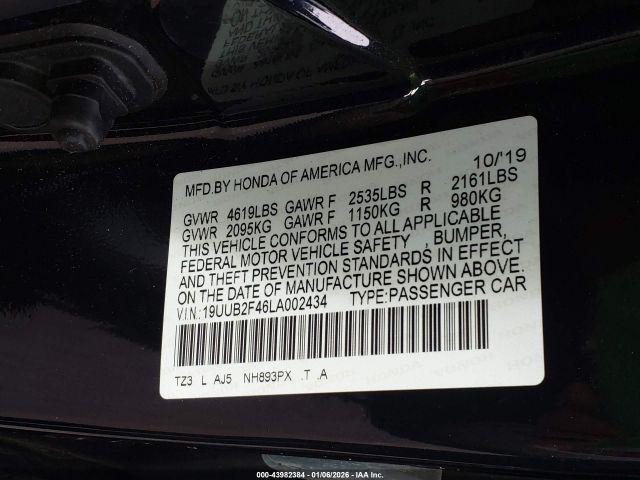 MFD.BY HONDA OF AMERICA MFG.,INC. 10/'19
GVWR 4619LBS GAWR F 2535LBS R 2161LBS
GVWR 2095KG GAWR F 1150KG R 980KG
THIS VEHICLE CONFORMS TO ALL APPLICABLE
FEDERAL MOTOR VEHICLE SAFETY , BUMPER,
AND THEFT PREVENTION STANDARDS IN EFFECT
ON THE DATE OF MANUFACTURE SHOWN ABOVE.
V.I.N.:19UUB2F46LA002434 TYPE:PASSENGER CAR
TZ3 L AJ5 NH893PX .T .A
000-43982384 | 01/06/2026 - IAA Inc.